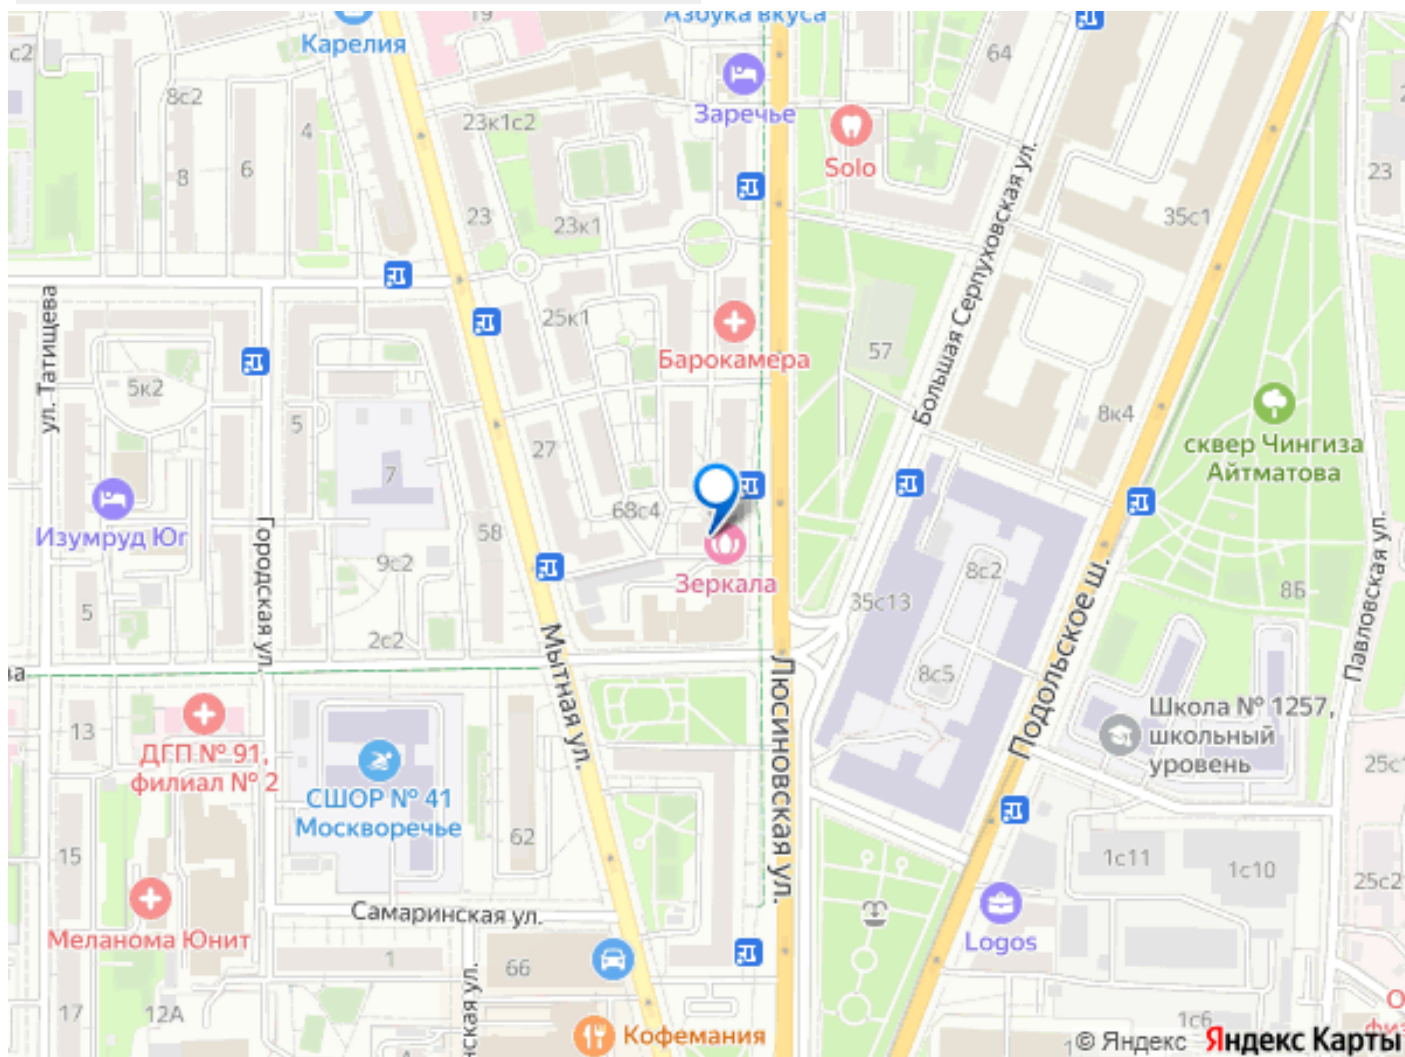 19
Азбука вкуса
Карелия
с2
64
8с2
4
23к1с2
Заречье
Solo
8
6
23
23
23к1
35с1
Большая Серпуховская ул.
ул. Татищева
25к1
57
Барокамера
5к2
5
8к4
27
7
сквер Чингиза
Айтматова
68с4
58
Изумруд Юг
Городская ул.
9с2
Зеркала
8с2
35с13
8Б
Павловская ул.
5
2с2
Мытная ул.
Люсиновская ул.
8с5
Подольское ш.
ва
13
ДГП № 91,
филиал № 2
СШОР № 41
Москворечье
Школа № 1257,
школьный
уровень
25с1
62
15
1с11
1с10
25с2
Самаринская ул.
Меланома Юнит
Logos
1
66
нская ул.
17
12А
Кофемания
1с6
© Яндекс Яндекс Карты